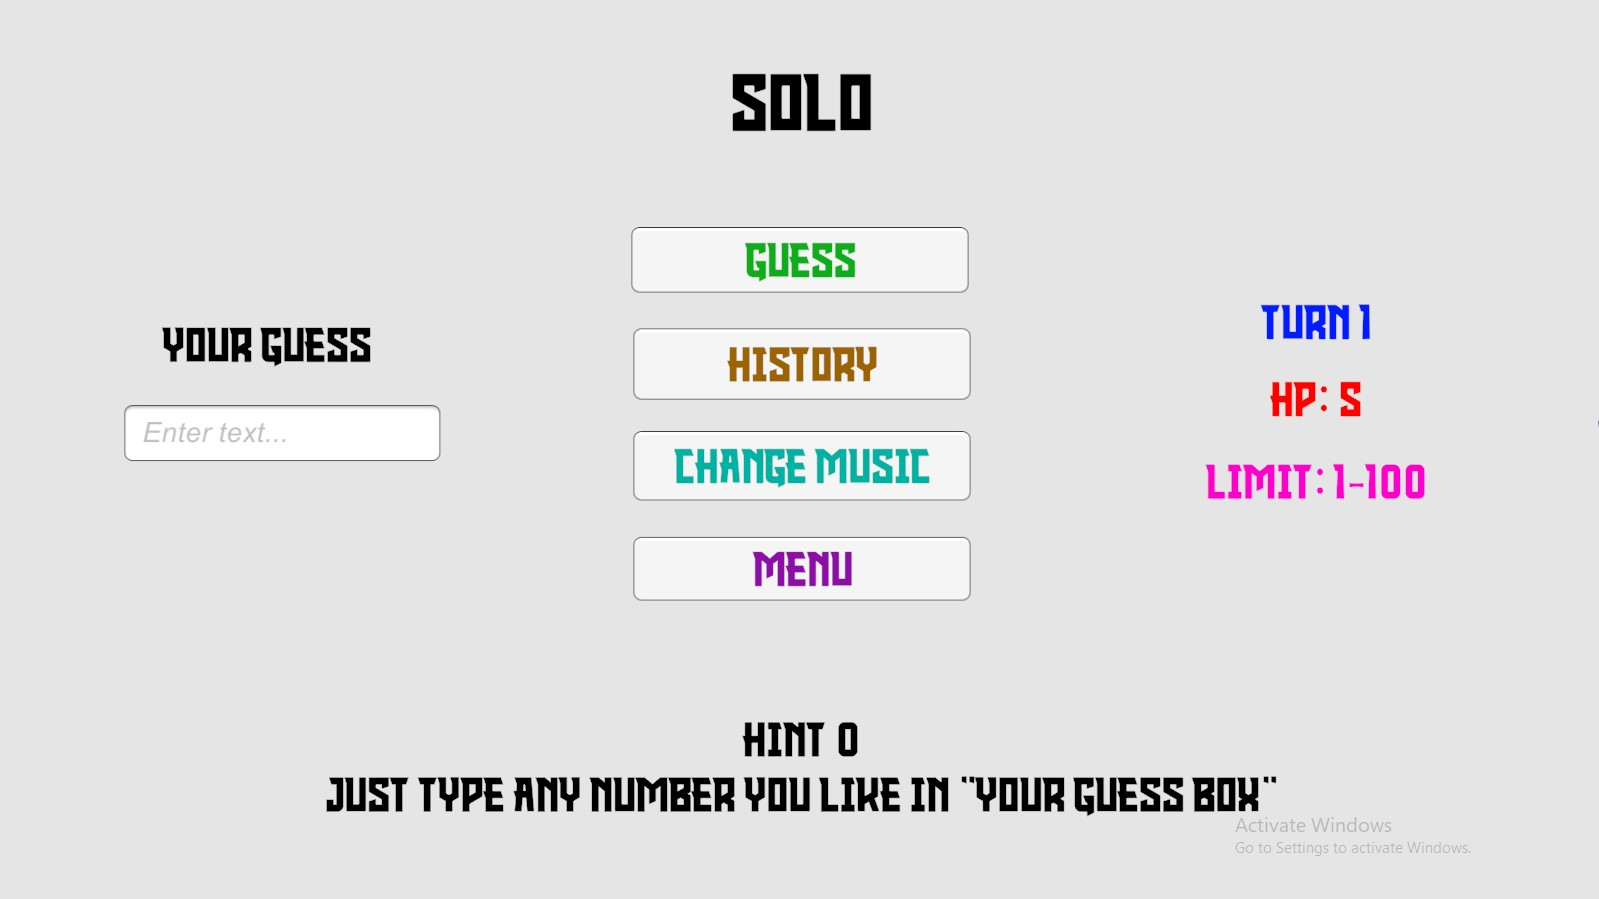 SOLO
GUESS
HISTORY
CHANGE MUSIC
MENU
YOUR GUESS
Enter text...
TURN 1
HP: 5
LIMIT: 1-100
HINT 0
JUST TYPE ANY NUMBER YOU LIKE IN "YOUR GUESS BOX"
Activate Windows
Go to Settings to activate Windows.